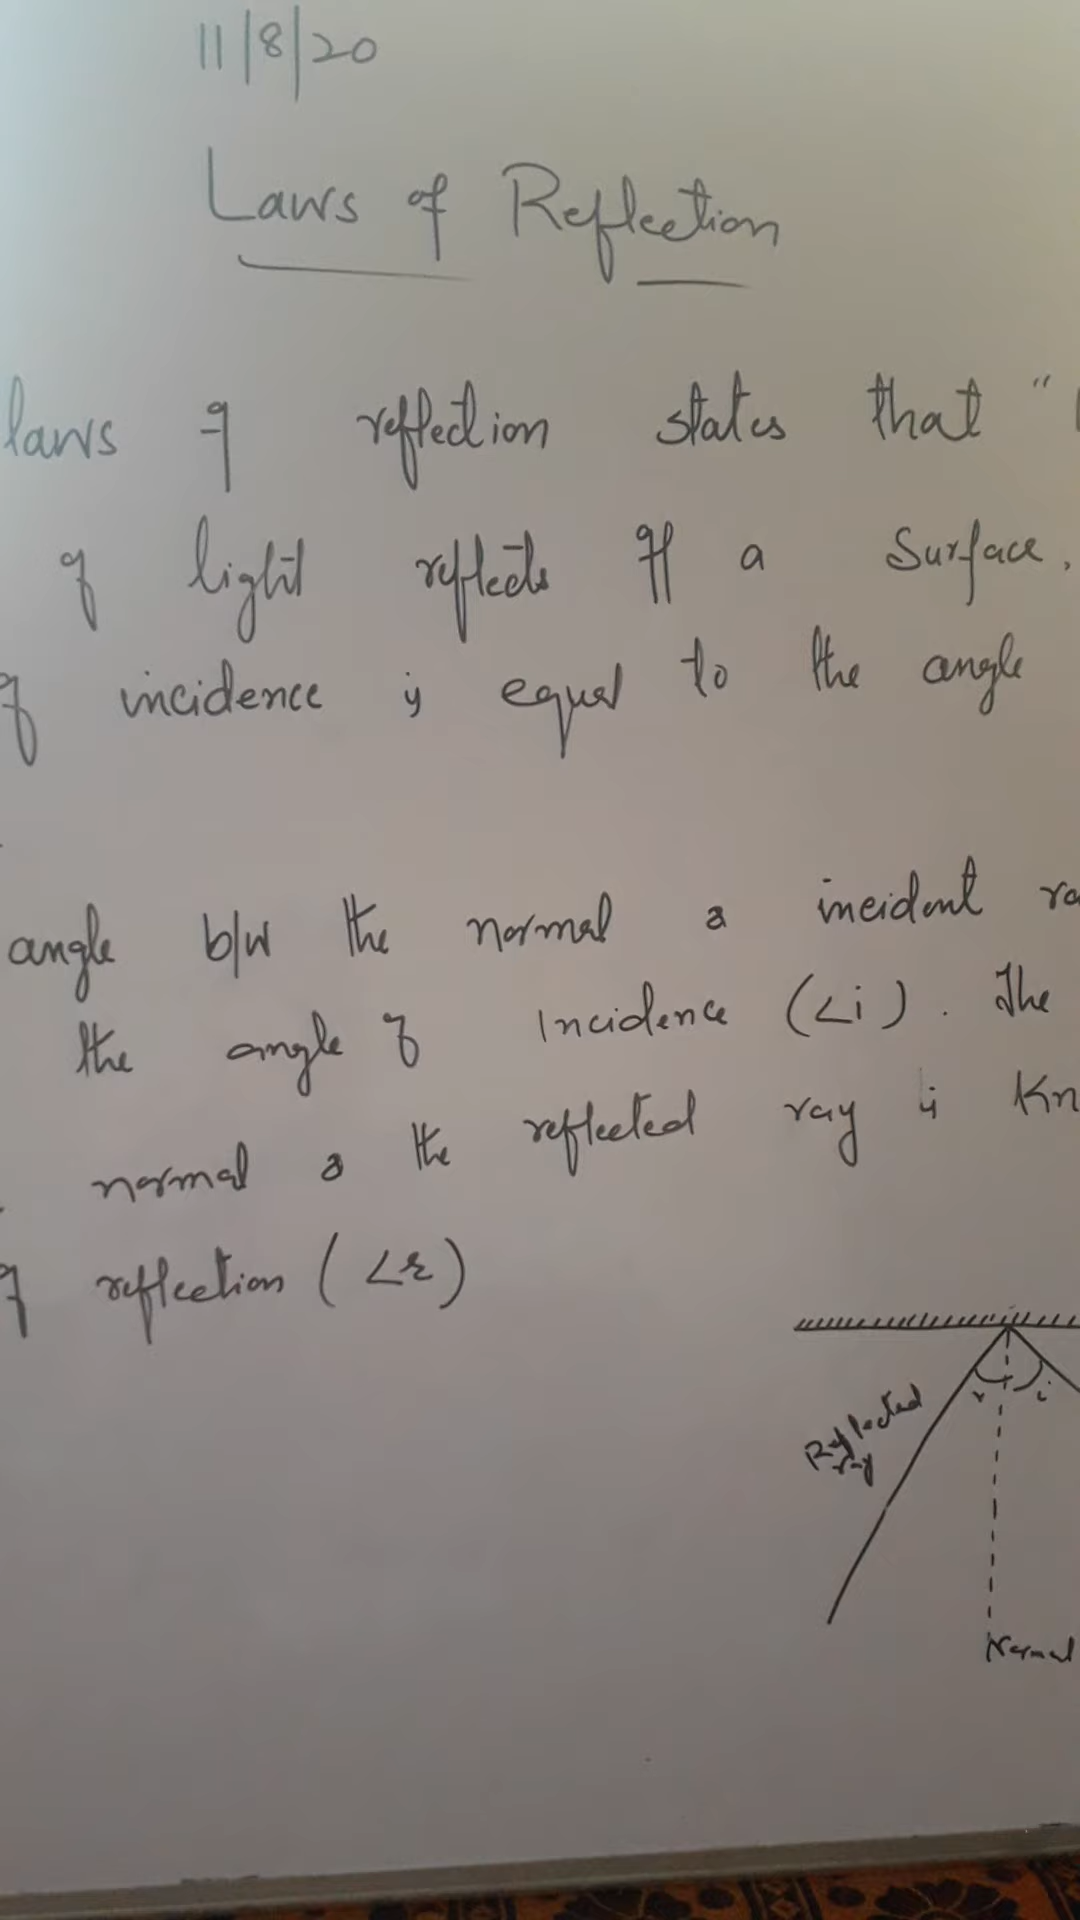 11/8/20
Laws of Reflection
laws of reflection states that "
of light reflects off a Surface,
of incidence is equal to the angle
angle b/w the normal & incident ra
the angle of Incidence (∠i). The
normal & the reflected ray is Kn
of reflection (∠r)
r i
Reflected
ray
Normal